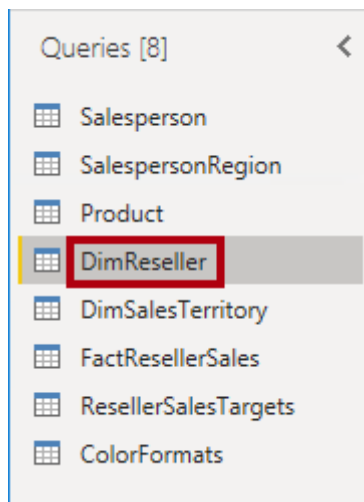 Queries [8]
Salesperson
SalespersonRegion
Product
DimReseller
DimSalesTerritory
FactResellerSales
ResellerSalesTargets
ColorFormats